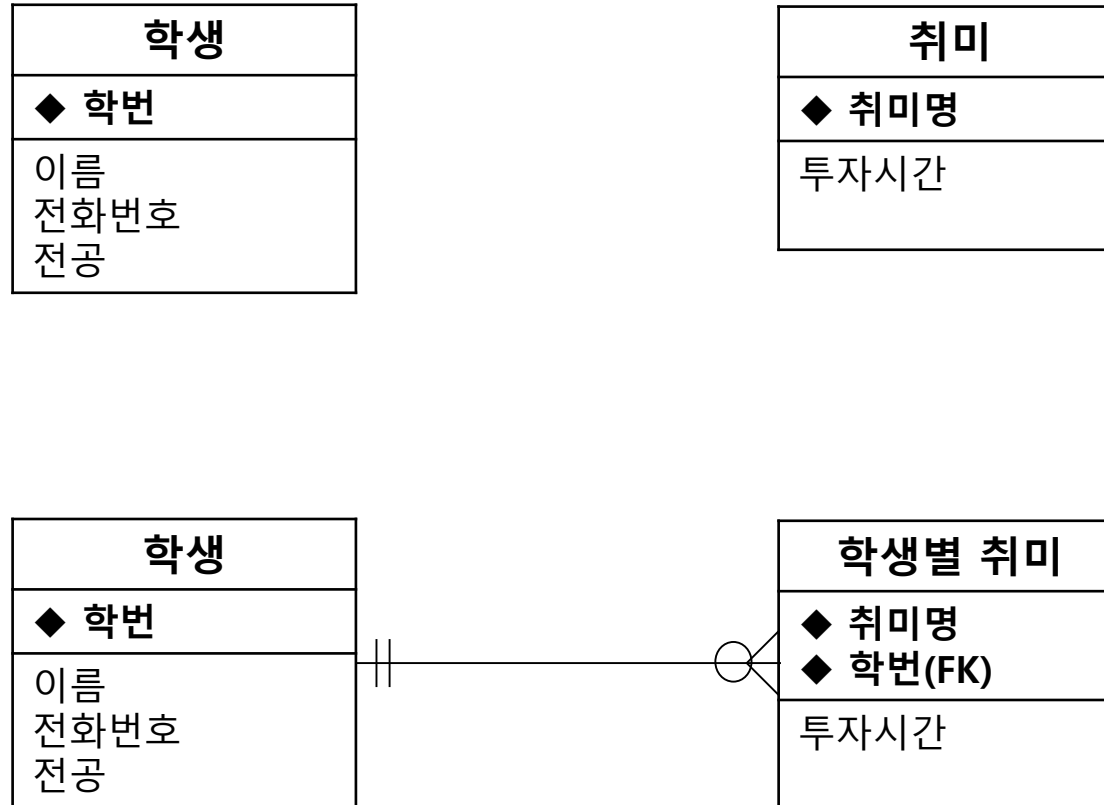 학생
◆ 학번
이름
전화번호
전공
취미
◆ 취미명
투자시간
학생
◆ 학번
이름
전화번호
전공
학생별 취미
◆ 취미명
◆ 학번(FK)
투자시간